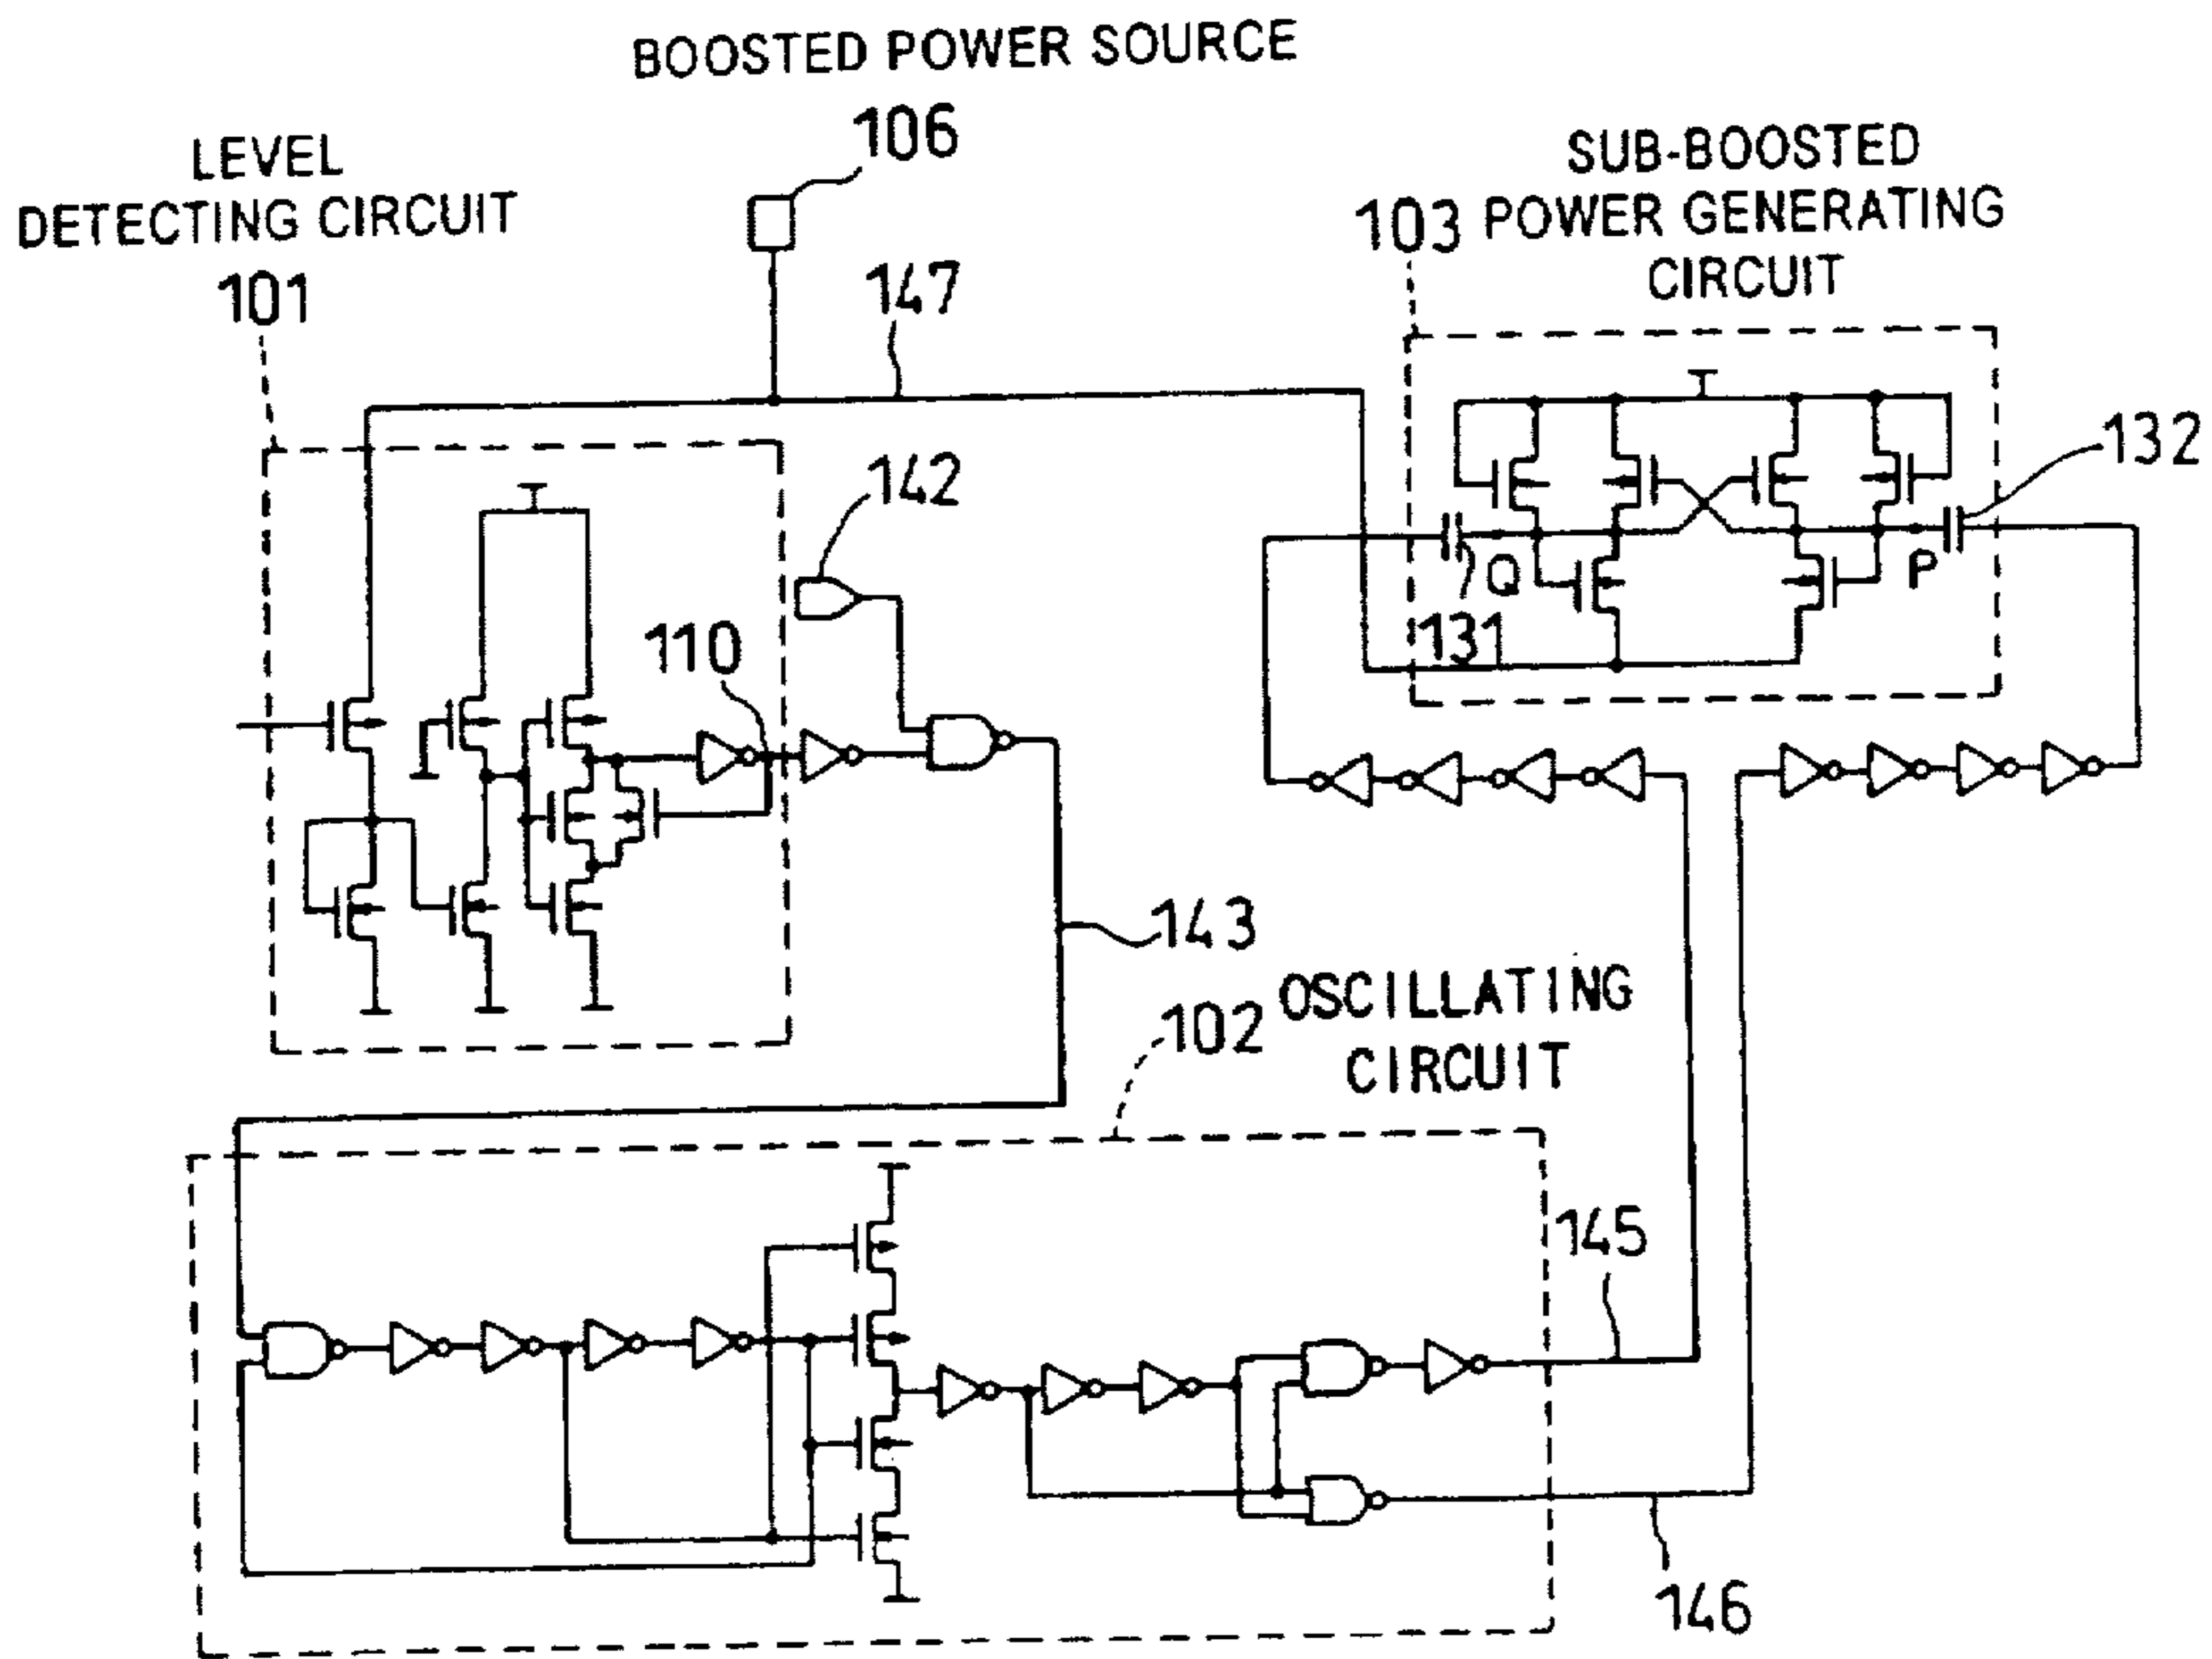 BOOSTED POWER SOURCE
106
LEVEL
DETECTING CIRCUIT
101
147
SUB-BOOSTED
103 POWER GENERATING
CIRCUIT
132
142
110
Q
131
P
143
OSCILLATING
CIRCUIT
102
145
146